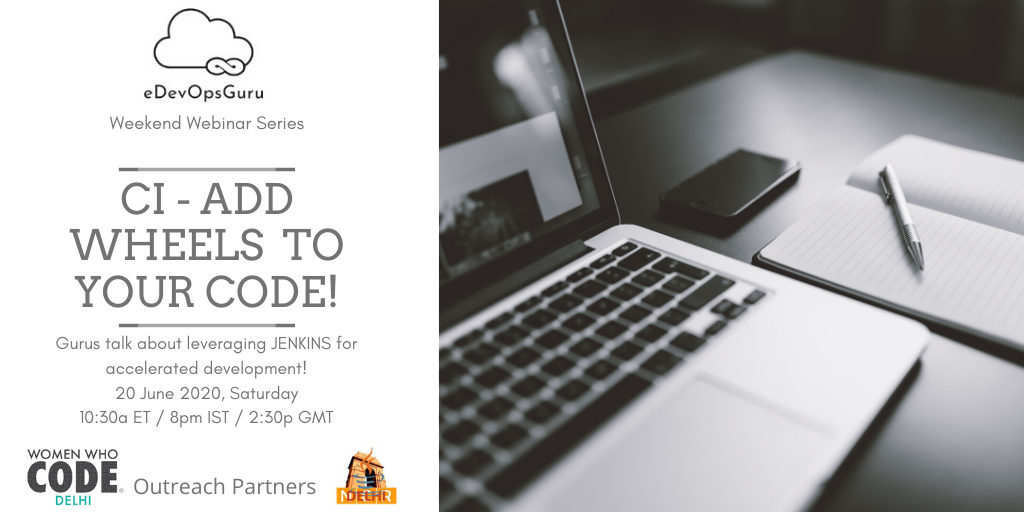 eDevOpsGuru
Weekend Webinar Series
CI - ADD
WHEELS TO
YOUR CODE!
Gurus talk about leveraging JENKINS for
accelerated development!
20 June 2020, Saturday
10:30a ET / 8pm IST / 2:30p GMT
WOMEN WHO
CODE®
DELHI
Outreach Partners
DELHI